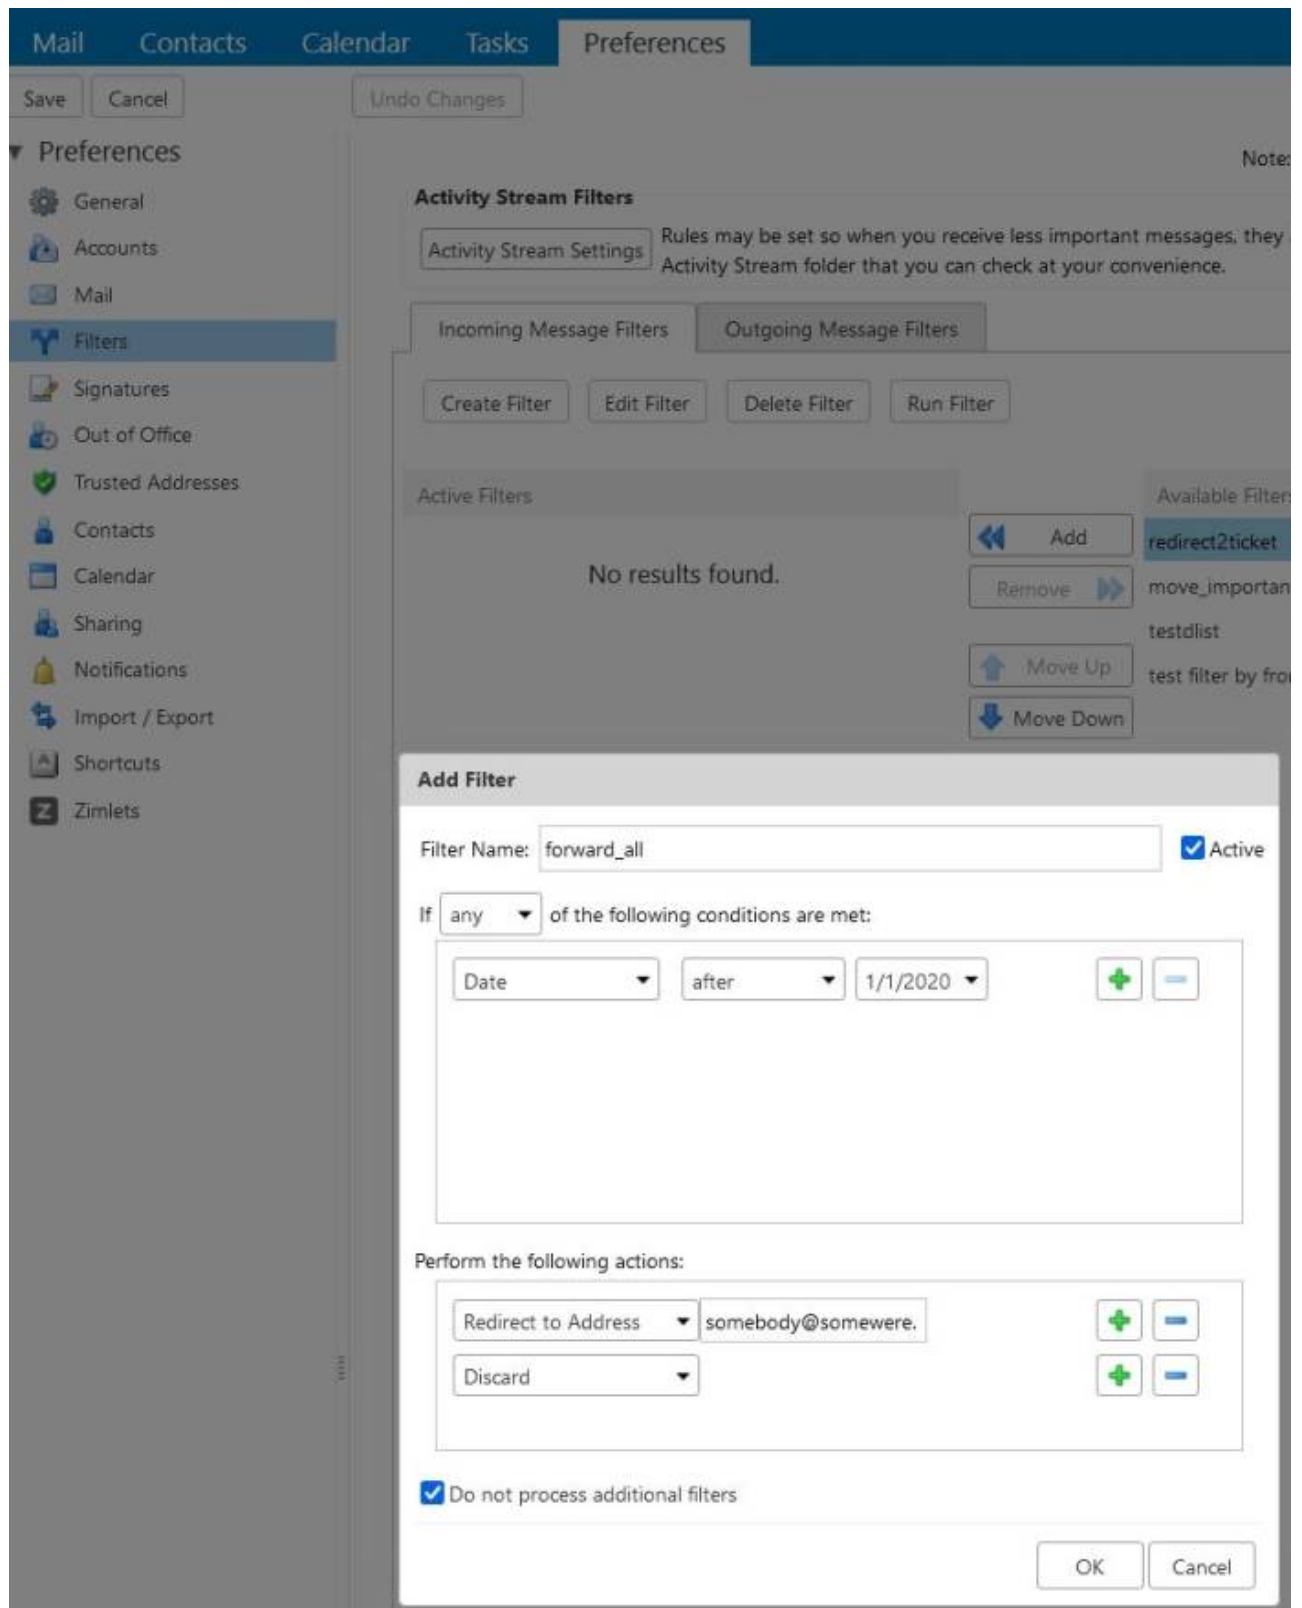 Mail Contacts Calendar Tasks Preferences
Save Cancel Undo Changes
Preferences
Note:
General
Accounts
Mail
Filters
Signatures
Out of Office
Trusted Addresses
Contacts
Calendar
Sharing
Notifications
Import / Export
Shortcuts
Zimlets
Activity Stream Filters
Activity Stream Settings
Rules may be set so when you receive less important messages, they
Activity Stream folder that you can check at your convenience.
Incoming Message Filters Outgoing Message Filters
Create Filter Edit Filter Delete Filter Run Filter
Active Filters
No results found.
Add
Remove
Move Up
Move Down
Available Filters
redirect2ticket
move_importan
testdlist
test filter by fro
Add Filter
Filter Name: forward_all Active
If any of the following conditions are met:
Date after 1/1/2020
Perform the following actions:
Redirect to Address somebody@somewere.
Discard
Do not process additional filters
OK Cancel